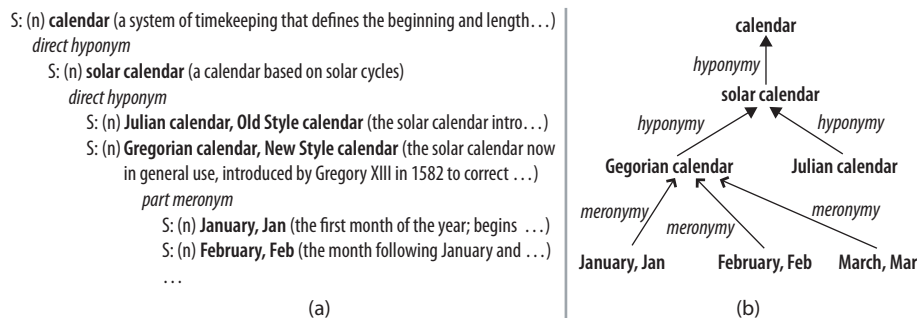 S: (n) calendar (a system of timekeeping that defines the beginning and length...)
direct hyponym
S: (n) solar calendar (a calendar based on solar cycles)
direct hyponym
S: (n) Julian calendar, Old Style calendar (the solar calendar intro...)
S: (n) Gregorian calendar, New Style calendar (the solar calendar now
in general use, introduced by Gregory XIII in 1582 to correct ...)
part meronym
S: (n) January, Jan (the first month of the year; begins ...)
S: (n) February, Feb (the month following January and ...)
...
(a)
calendar
hyponymy
solar calendar
hyponymy hyponymy
Gegorian calendar Julian calendar
meronymy meronymy meronymy
January, Jan February, Feb March, Mar
(b)